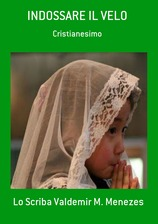 INDOSSARE IL VELO
Cristianesimo
Lo Scriba Valdemir M. Menezes